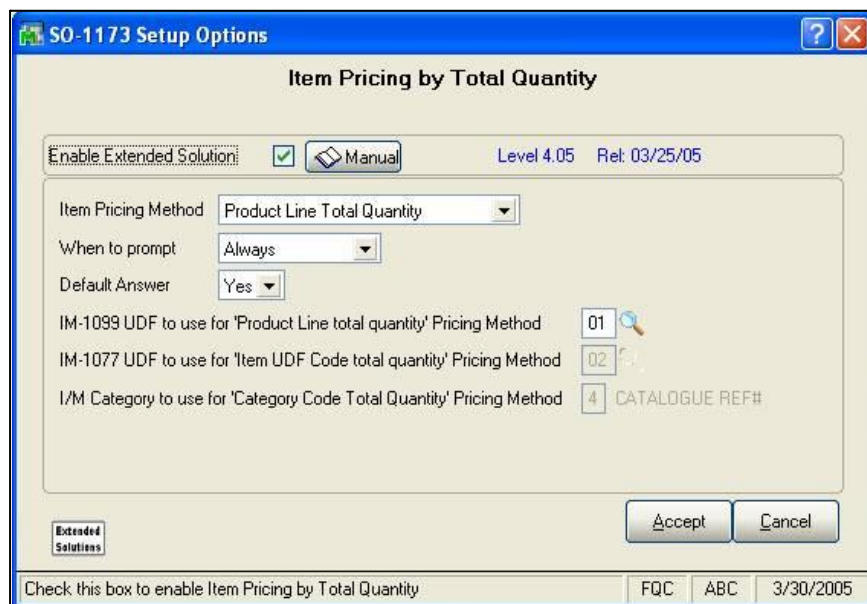 SO-1173 Setup Options
Item Pricing by Total Quantity
Enable Extended Solution Manual Level 4.05 Rel: 03/25/05
Item Pricing Method Product Line Total Quantity
When to prompt Always
Default Answer Yes
IM-1099 UDF to use for 'Product Line total quantity' Pricing Method 01
IM-1077 UDF to use for 'Item UDF Code total quantity' Pricing Method 02
I/M Category to use for 'Category Code Total Quantity' Pricing Method 4 CATALOGUE REF#
Extended
Solutions
Accept Cancel
Check this box to enable Item Pricing by Total Quantity FQC ABC 3/30/2005